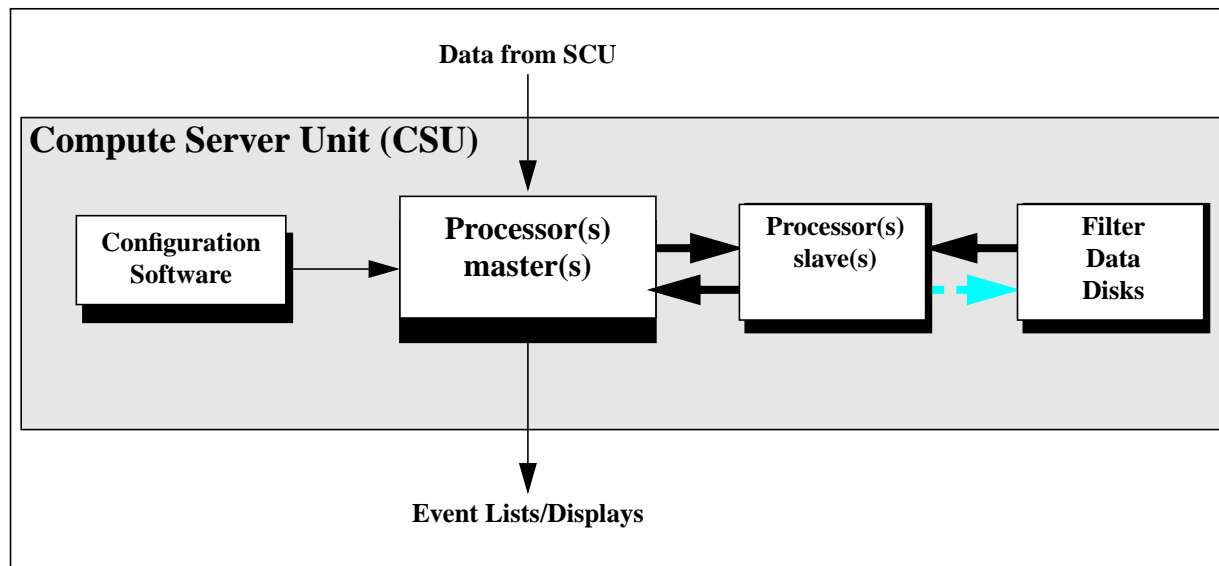 Data from SCU
Compute Server Unit (CSU)
Configuration
Software
Processor(s)
master(s)
Processor(s)
slave(s)
Filter
Data
Disks
Event Lists/Displays